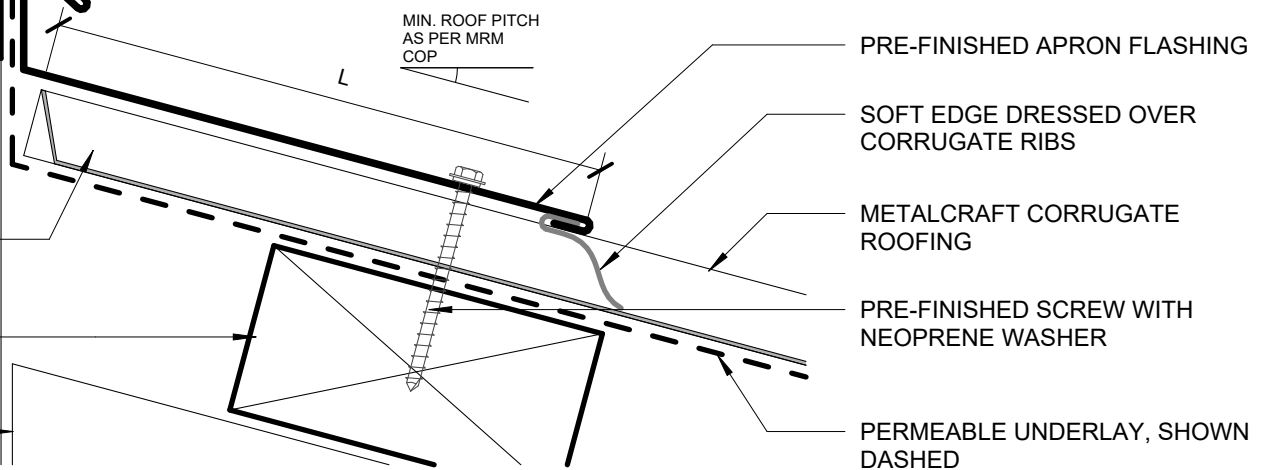 MIN. ROOF PITCH
AS PER MRM
COP
L
PRE-FINISHED APRON FLASHING
SOFT EDGE DRESSED OVER
CORRUGATE RIBS
METALCRAFT CORRUGATE
ROOFING
PRE-FINISHED SCREW WITH
NEOPRENE WASHER
PERMEABLE UNDERLAY, SHOWN
DASHED